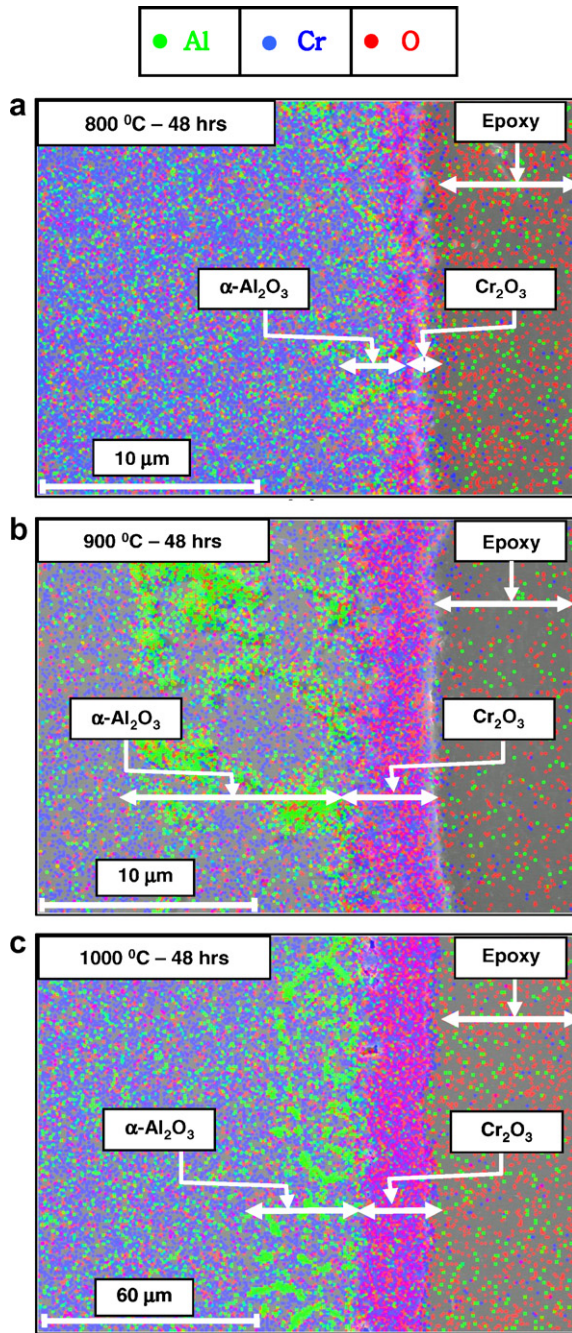 Al Cr O
a
800 ⁰C – 48 hrs
Epoxy
α-Al₂O₃
Cr₂O₃
10 µm
b
900 ⁰C – 48 hrs
Epoxy
α-Al₂O₃
Cr₂O₃
10 µm
c
1000 ⁰C – 48 hrs
Epoxy
α-Al₂O₃
Cr₂O₃
60 µm